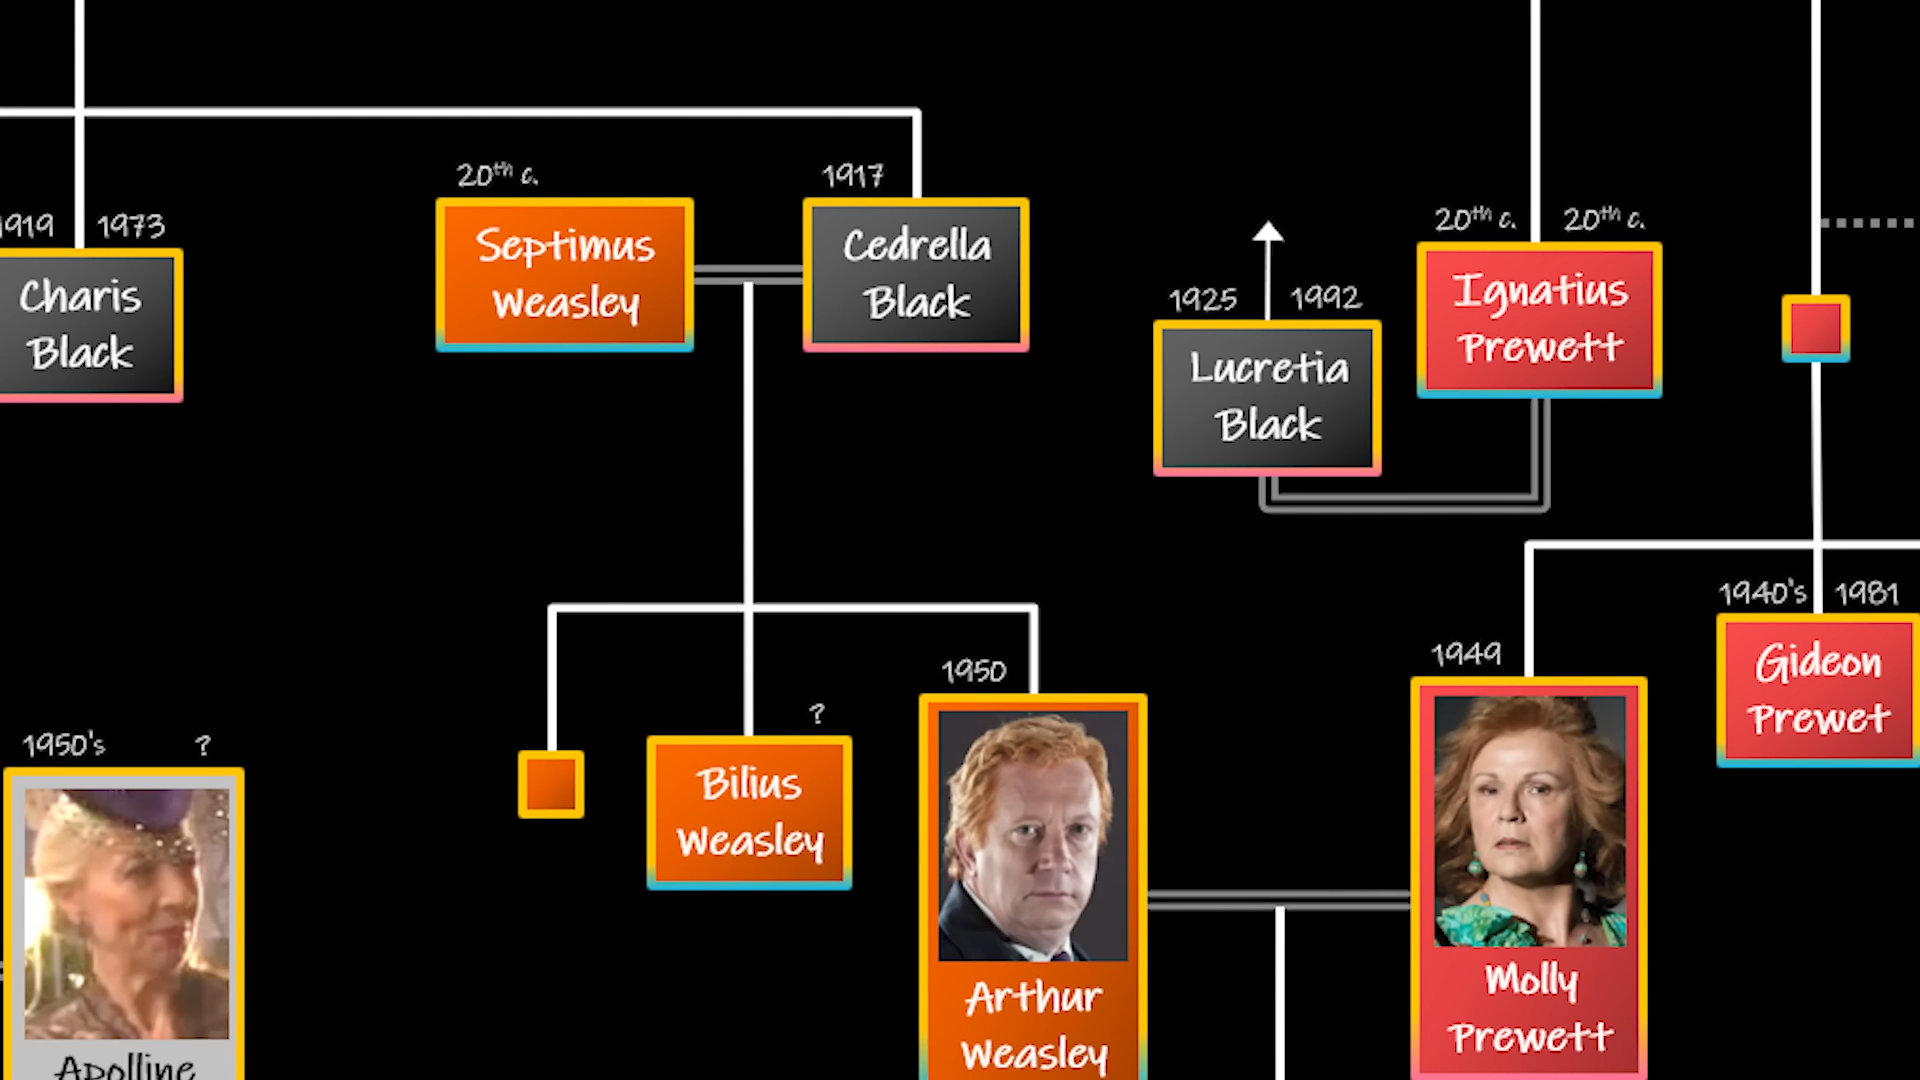 20th c.
1917
1919
1973
Septimus
Weasley
Cedrella
Black
20th c.
20th c.
Charis
Black
1925
1992
Ignatius
Prewett
Lucretia
Black
1940's
1981
1949
Gideon
Prewet
1950
?
1950's
?
Bilius
Weasley
Arthur
Weasley
Molly
Prewett
Apolline